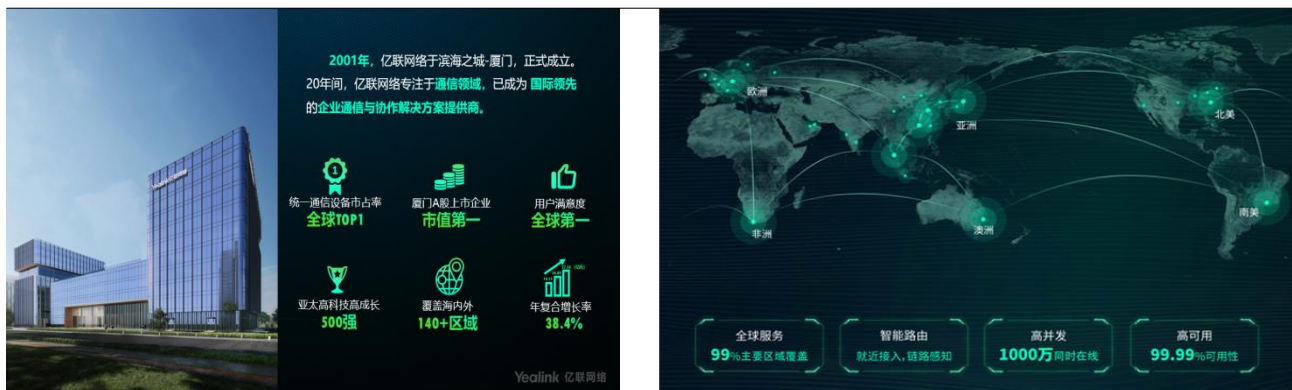 2001年，亿联网络于滨海之城-厦门，正式成立。
20年间，亿联网络专注于通信领域，已成为 国际领先
的企业通信与协作解决方案提供商。
1
统一通信设备市占率
全球TOP1
厦门A股上市企业
市值第一
用户满意度
全球第一
亚太高科技高成长
500强
覆盖海内外
140+区域
年复合增长率
38.4%
Yealink 亿联网络
欧洲
亚洲
北美
非洲
澳洲
南美
全球服务
99%主要区域覆盖
智能路由
就近接入，链路感知
高并发
1000万同时在线
高可用
99.99%可用性